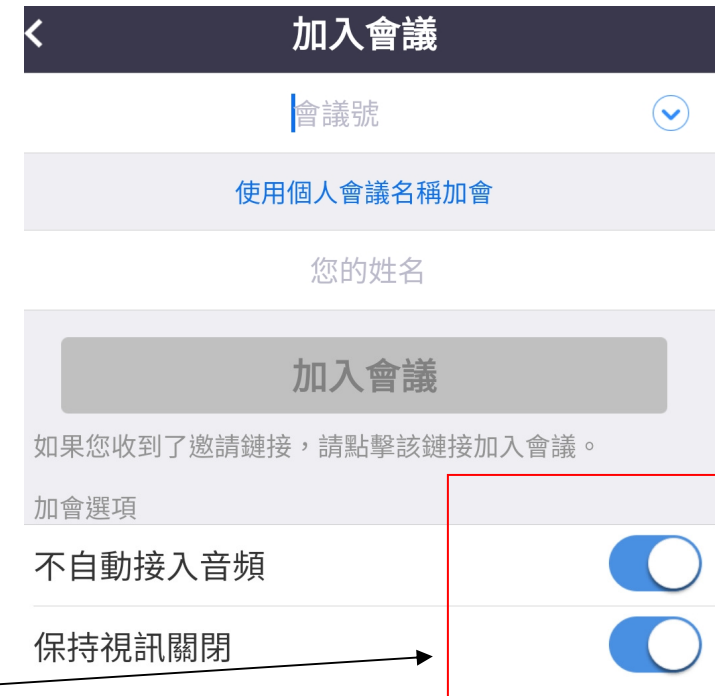 加入會議
會議號
使用個人會議名稱加會
您的姓名
加入會議
如果您收到了邀請鏈接，請點擊該鏈接加入會議。
加會選項
不自動接入音頻
保持視訊關閉